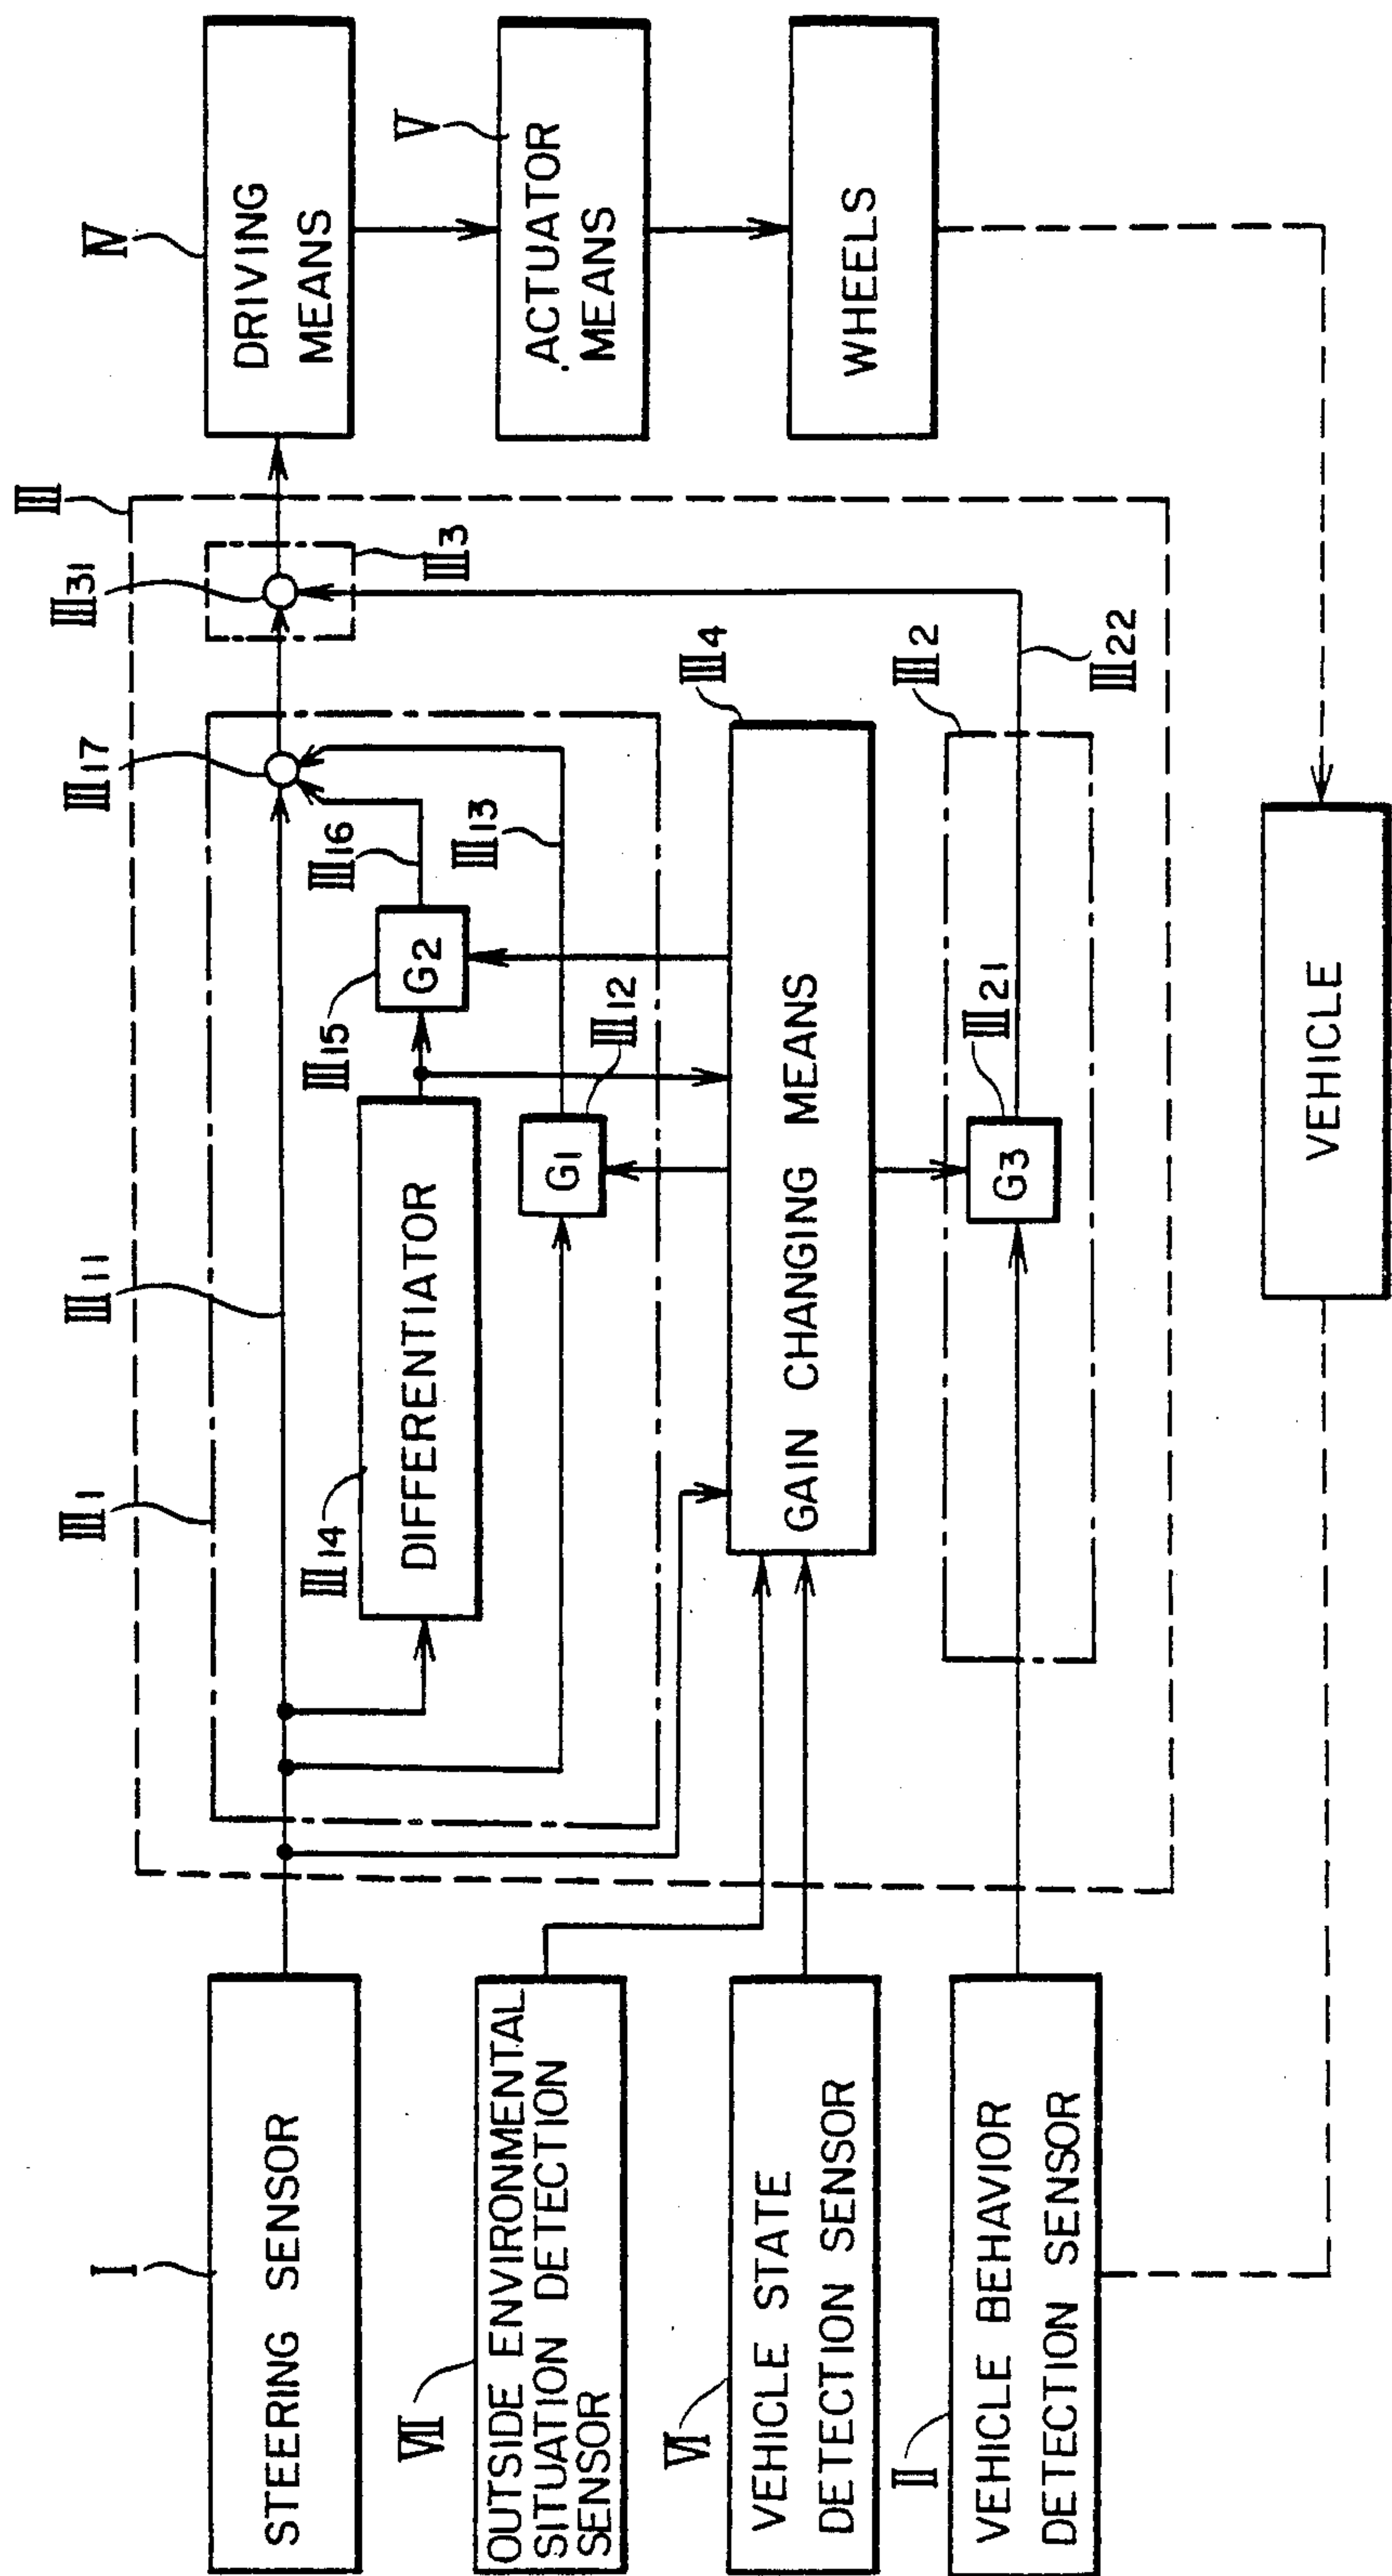 I
STEERING SENSOR
VII
OUTSIDE ENVIRONMENTAL
SITUATION DETECTION
SENSOR
VI
VEHICLE STATE
DETECTION SENSOR
II
VEHICLE BEHAVIOR
DETECTION SENSOR
III
III1
III11
III14
DIFFERENTIATOR
III15
G2
III16
III17
G1
III12
III13
III4
GAIN CHANGING MEANS
III2
G3
III21
III22
III31
III3
IV
DRIVING
MEANS
V
ACTUATOR
MEANS
WHEELS
VEHICLE